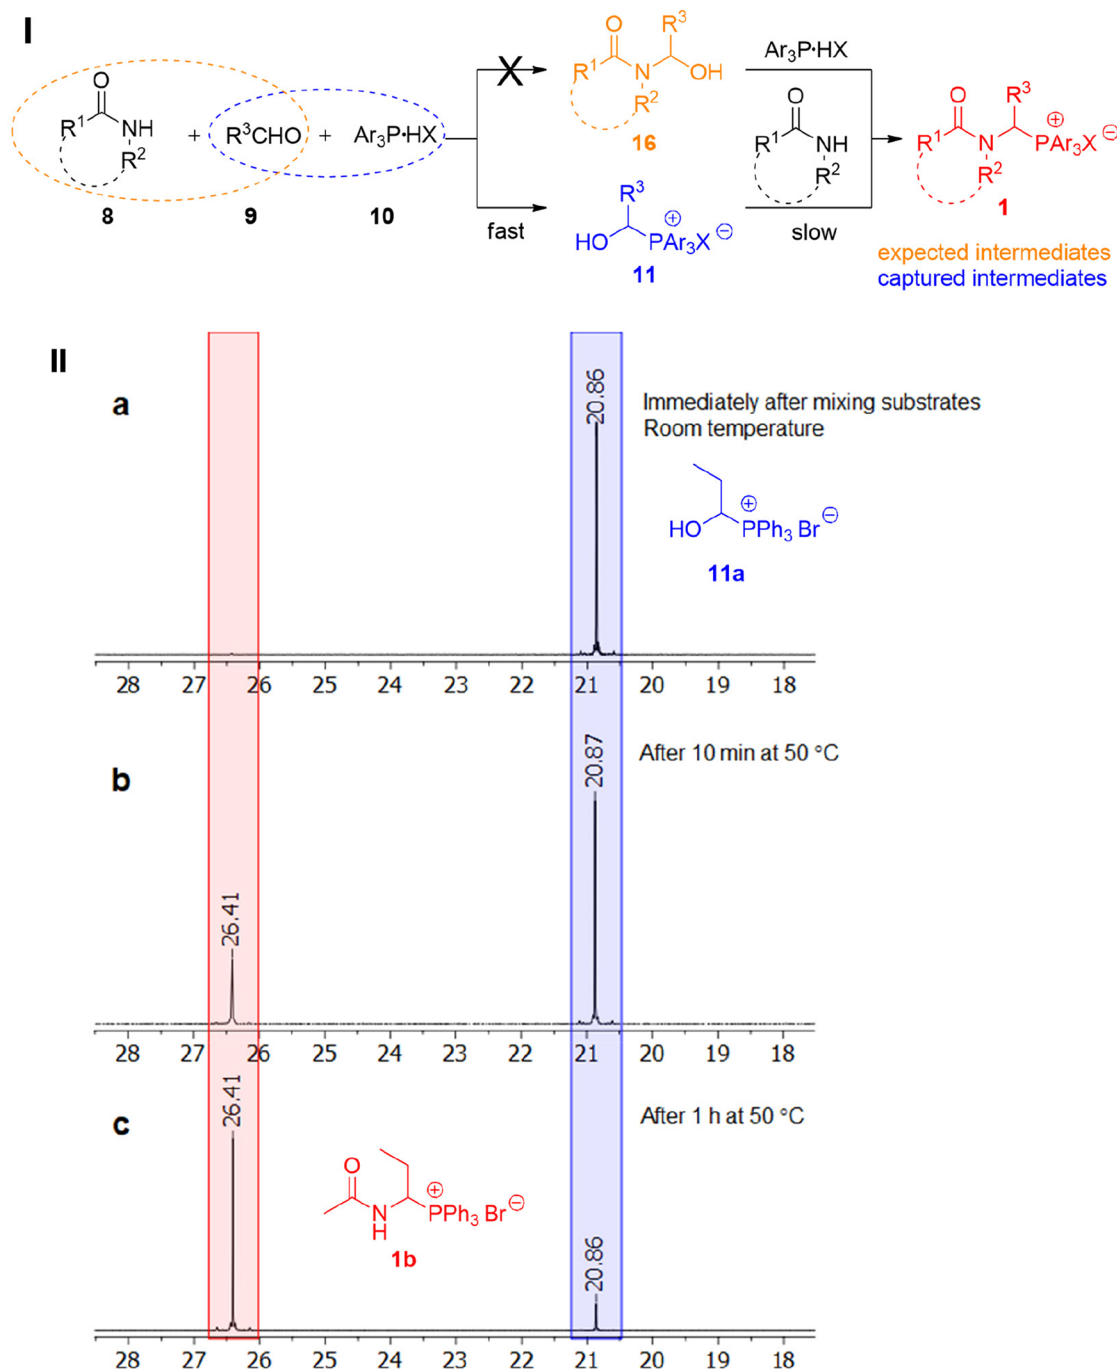 I
O
R1
NH
R2
8
+
R3CHO
9
+
Ar3P·HX
10
X
fast
O
R3
R1
N
OH
R2
16
R3
HO
⊕
PAr3X ⊖
11
Ar3P·HX
O
R1
NH
R2
slow
O
R3
R1
N
⊕
PAr3X ⊖
R2
1
expected intermediates
captured intermediates
II
a
20.86
Immediately after mixing substrates
Room temperature
HO
⊕
PPh3 Br ⊖
11a
28 27 26 25 24 23 22 21 20 19 18
b
26.41
20.87
After 10 min at 50 °C
28 27 26 25 24 23 22 21 20 19 18
c
26.41
20.86
After 1 h at 50 °C
O
N
H
⊕
PPh3 Br ⊖
1b
28 27 26 25 24 23 22 21 20 19 18